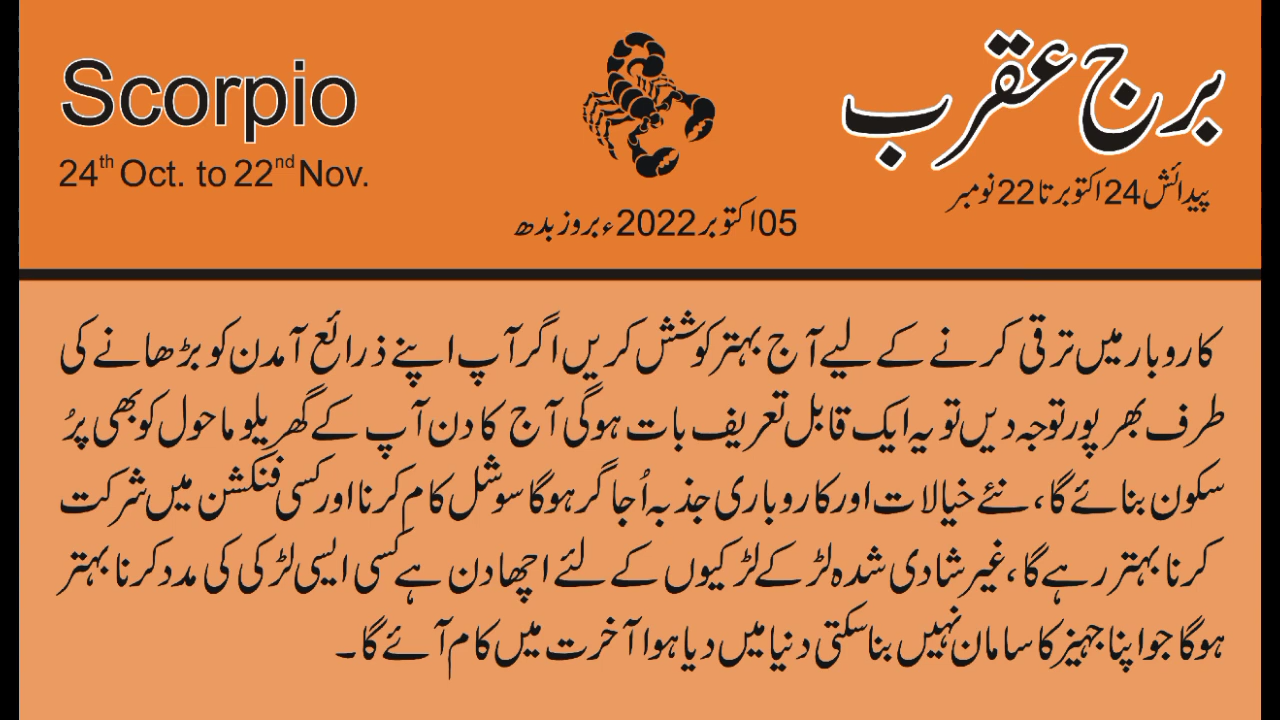 Scorpio
24th Oct. to 22nd Nov.
برج عقرب
پیدائش 24 اکتوبر تا 22 نومبر
05 اکتوبر 2022ء بروز بدھ
کاروبار میں ترقی کرنے کے لیے آج بہتر کوشش کریں اگر آپ اپنے ذرائع آمدن کو بڑھانے کی
طرف بھرپور توجہ دیں تو یہ ایک قابل تعریف بات ہوگی آج کا دن آپ کے گھریلو ماحول کو بھی پرُ
سکون بنائے گا، نئے خیالات اور کاروباری جذبہ اُجاگر ہوگا سوشل کام کرنا اور کسی فنکشن میں شرکت
کرنا بہتر رہے گا، غیر شادی شدہ لڑکے لڑکیوں کے لئے اچھا دن ہے کسی ایسی لڑکی کی مدد کرنا بہتر
ہوگا جو اپنا جہیز کا سامان نہیں بنا سکتی دنیا میں دیا ہوا آخرت میں کام آئے گا۔